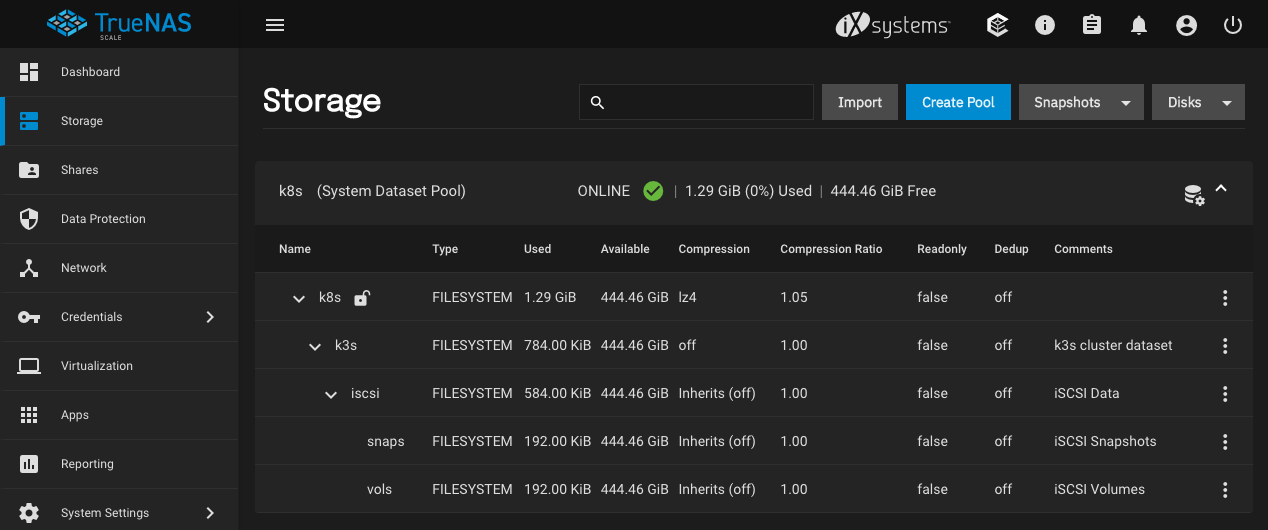 TrueNAS
SCALE
iXsystems
Dashboard
Storage
Shares
Data Protection
Network
Credentials
Virtualization
Apps
Reporting
System Settings
Storage
Import
Create Pool
Snapshots
Disks
k8s (System Dataset Pool) ONLINE | 1.29 GiB (0%) Used | 444.46 GiB Free
Name Type Used Available Compression Compression Ratio Readonly Dedup Comments
k8s FILESYSTEM 1.29 GiB 444.46 GiB lz4 1.05 false off
k3s FILESYSTEM 784.00 KiB 444.46 GiB off 1.00 false off k3s cluster dataset
iscsi FILESYSTEM 584.00 KiB 444.46 GiB Inherits (off) 1.00 false off iSCSI Data
snaps FILESYSTEM 192.00 KiB 444.46 GiB Inherits (off) 1.00 false off iSCSI Snapshots
vols FILESYSTEM 192.00 KiB 444.46 GiB Inherits (off) 1.00 false off iSCSI Volumes